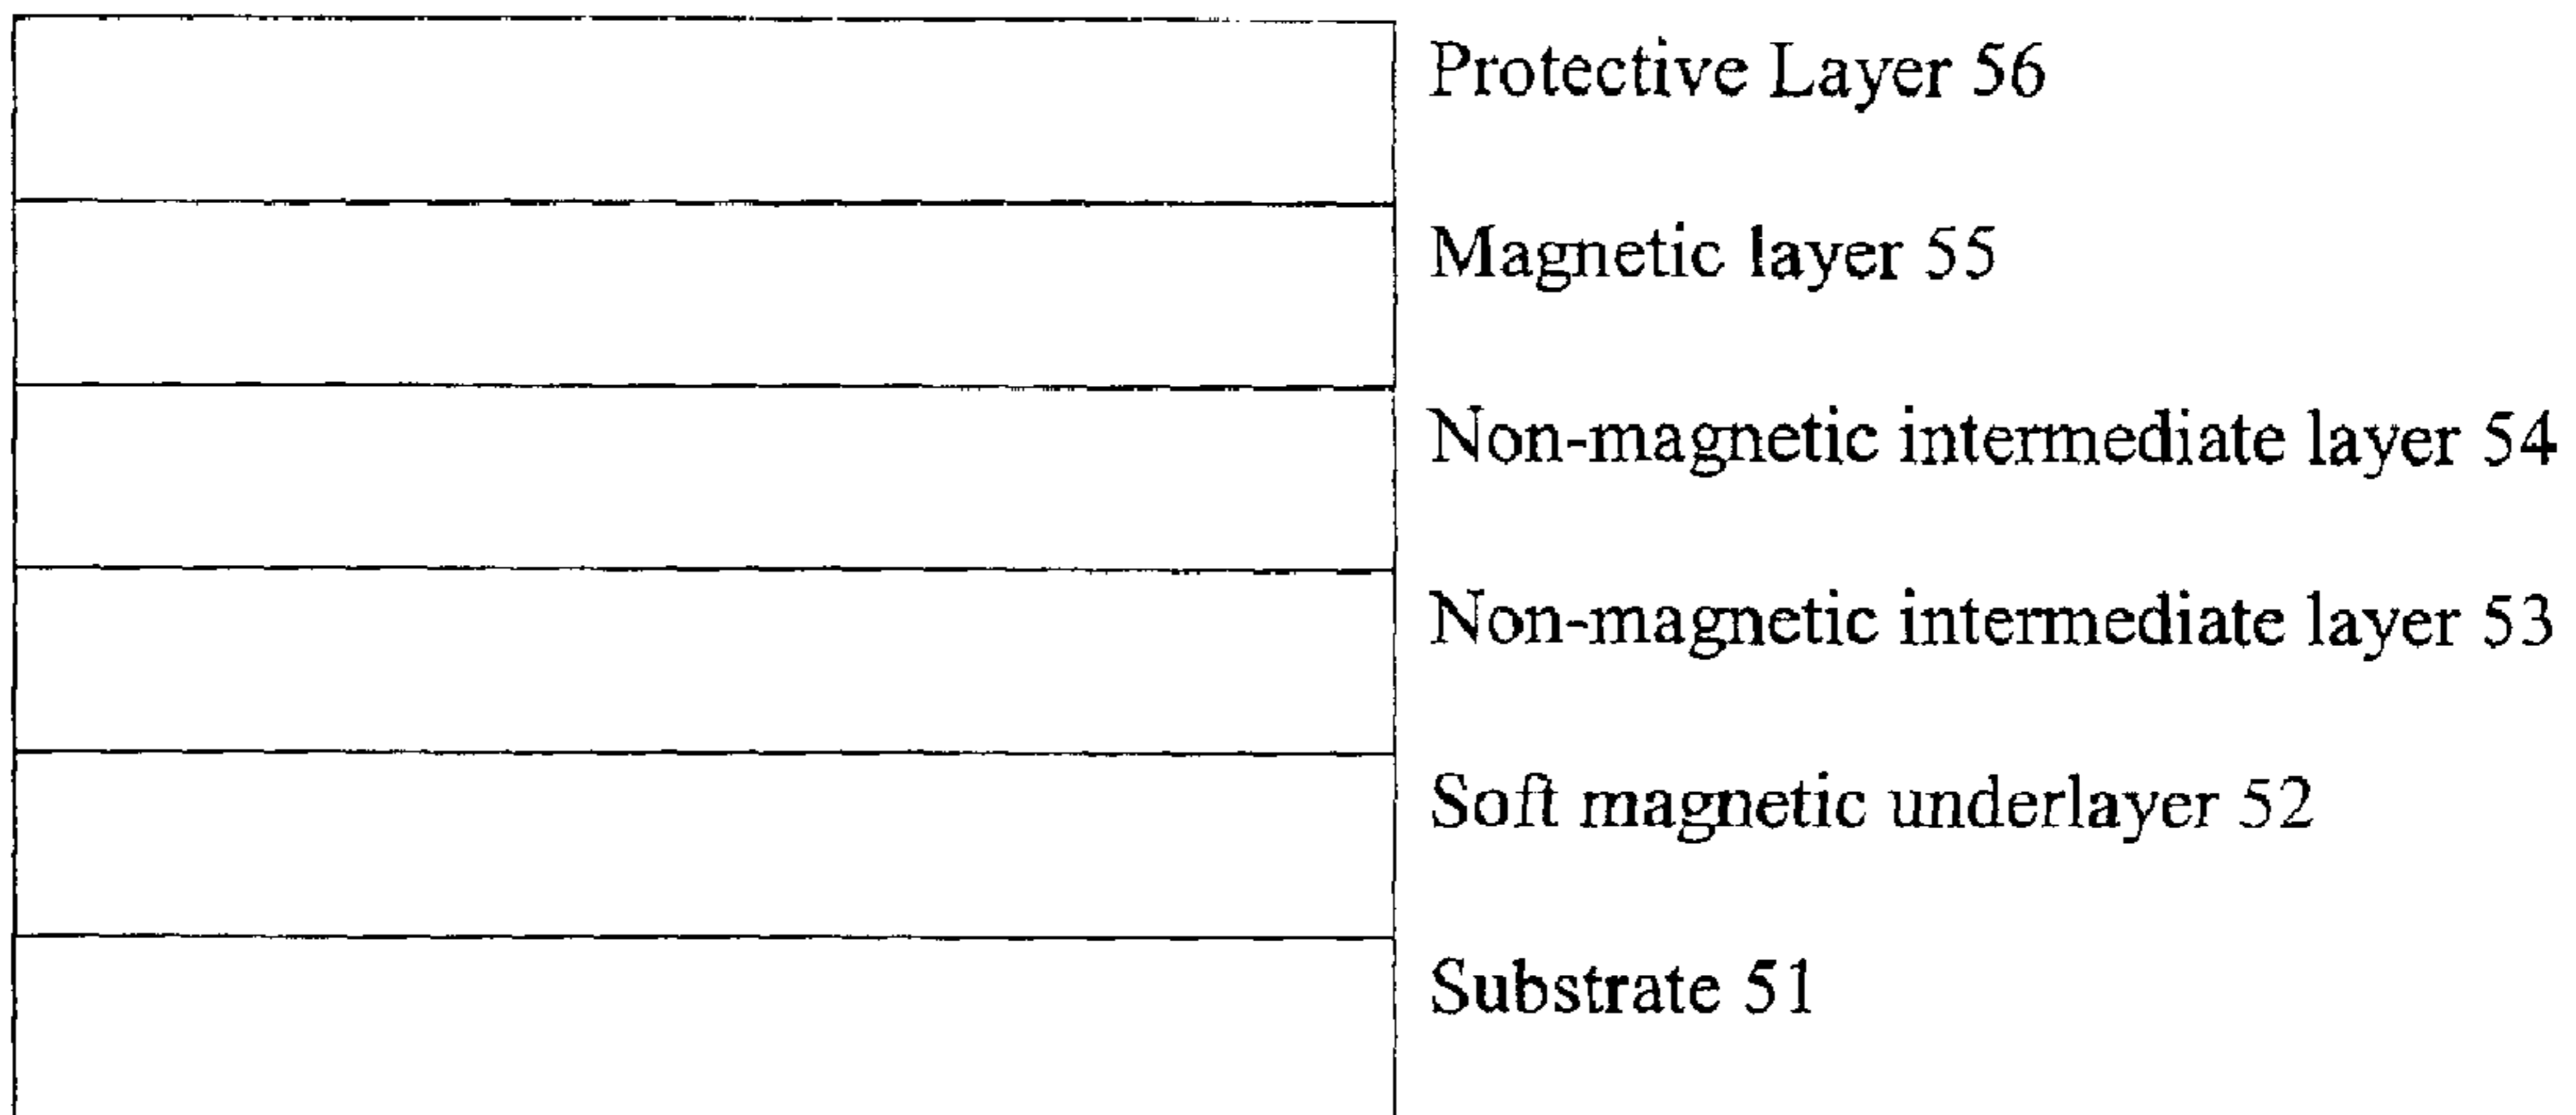 Protective Layer 56
Magnetic layer 55
Non-magnetic intermediate layer 54
Non-magnetic intermediate layer 53
Soft magnetic underlayer 52
Substrate 51